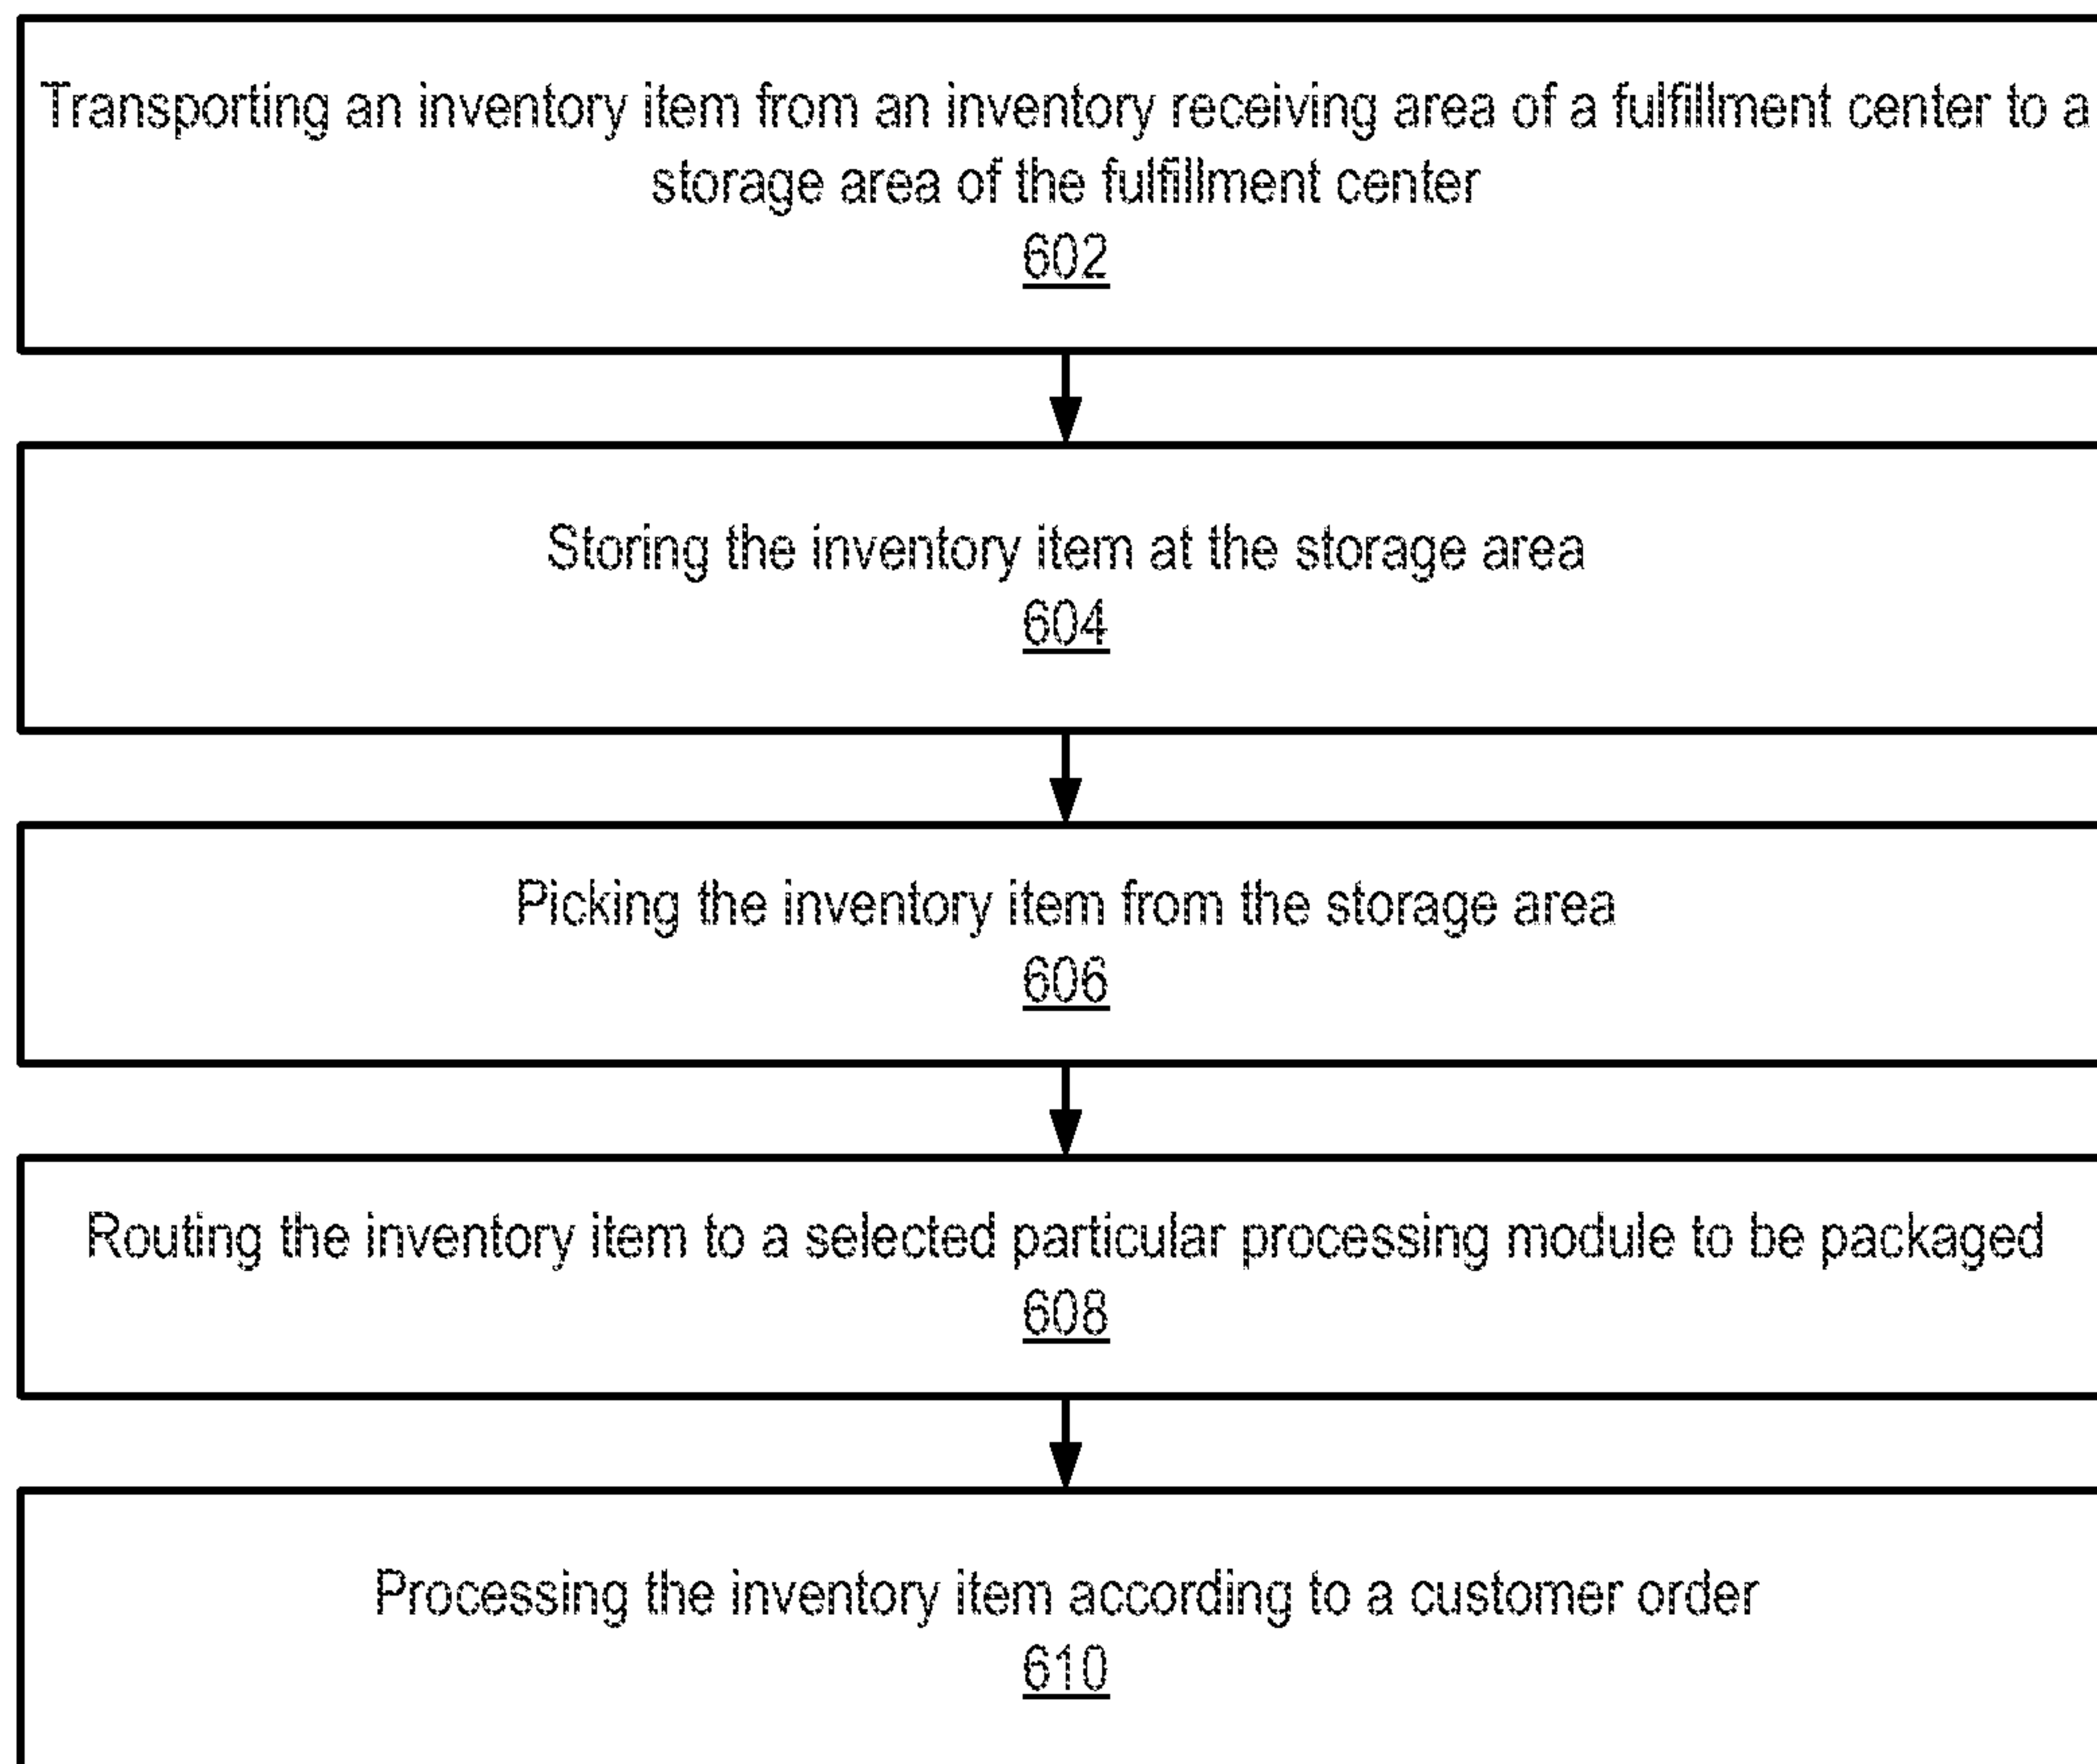 Transporting an inventory item from an inventory receiving area of a fulfillment center to a
storage area of the fulfillment center
602
Storing the inventory item at the storage area
604
Picking the inventory item from the storage area
606
Routing the inventory item to a selected particular processing module to be packaged
608
Processing the inventory item according to a customer order
610